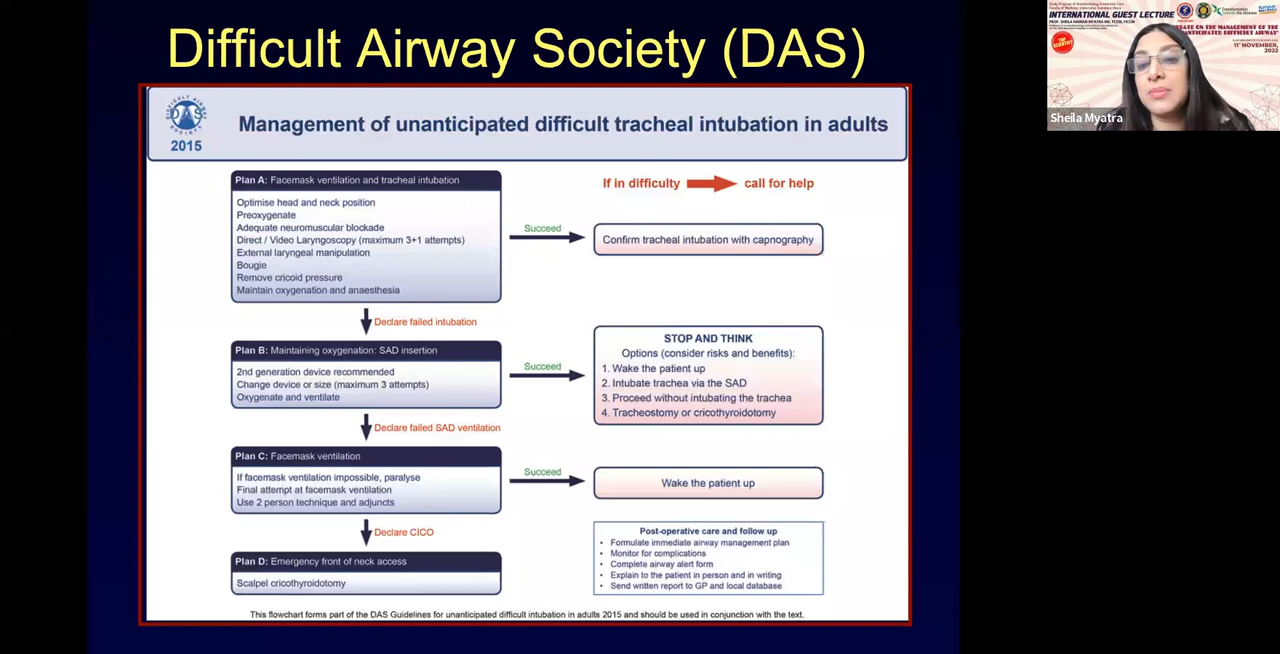 Difficult Airway Society (DAS)
DIFFICULT AIRWAY SOCIETY
DAS
2015
Management of unanticipated difficult tracheal intubation in adults
Plan A: Facemask ventilation and tracheal intubation
Optimise head and neck position
Preoxygenate
Adequate neuromuscular blockade
Direct / Video Laryngoscopy (maximum 3+1 attempts)
External laryngeal manipulation
Bougie
Remove cricoid pressure
Maintain oxygenation and anaesthesia
If in difficulty
call for help
Succeed
Confirm tracheal intubation with capnography
Declare failed intubation
Plan B: Maintaining oxygenation: SAD insertion
2nd generation device recommended
Change device or size (maximum 3 attempts)
Oxygenate and ventilate
Succeed
STOP AND THINK
Options (consider risks and benefits):
1. Wake the patient up
2. Intubate trachea via the SAD
3. Proceed without intubating the trachea
4. Tracheostomy or cricothyroidotomy
Declare failed SAD ventilation
Plan C: Facemask ventilation
If facemask ventilation impossible, paralyse
Final attempt at facemask ventilation
Use 2 person technique and adjuncts
Succeed
Wake the patient up
Declare CICO
Plan D: Emergency front of neck access
Scalpel cricothyroidotomy
Post-operative care and follow up
• Formulate immediate airway management plan
• Monitor for complications
• Complete airway alert form
• Explain to the patient in person and in writing
• Send written report to GP and local database
This flowchart forms part of the DAS Guidelines for unanticipated difficult intubation in adults 2015 and should be used in conjunction with the text.
INTERNATIONAL GUEST LECTURE
11 NOVEMBER,
2022
Sheila Myatra